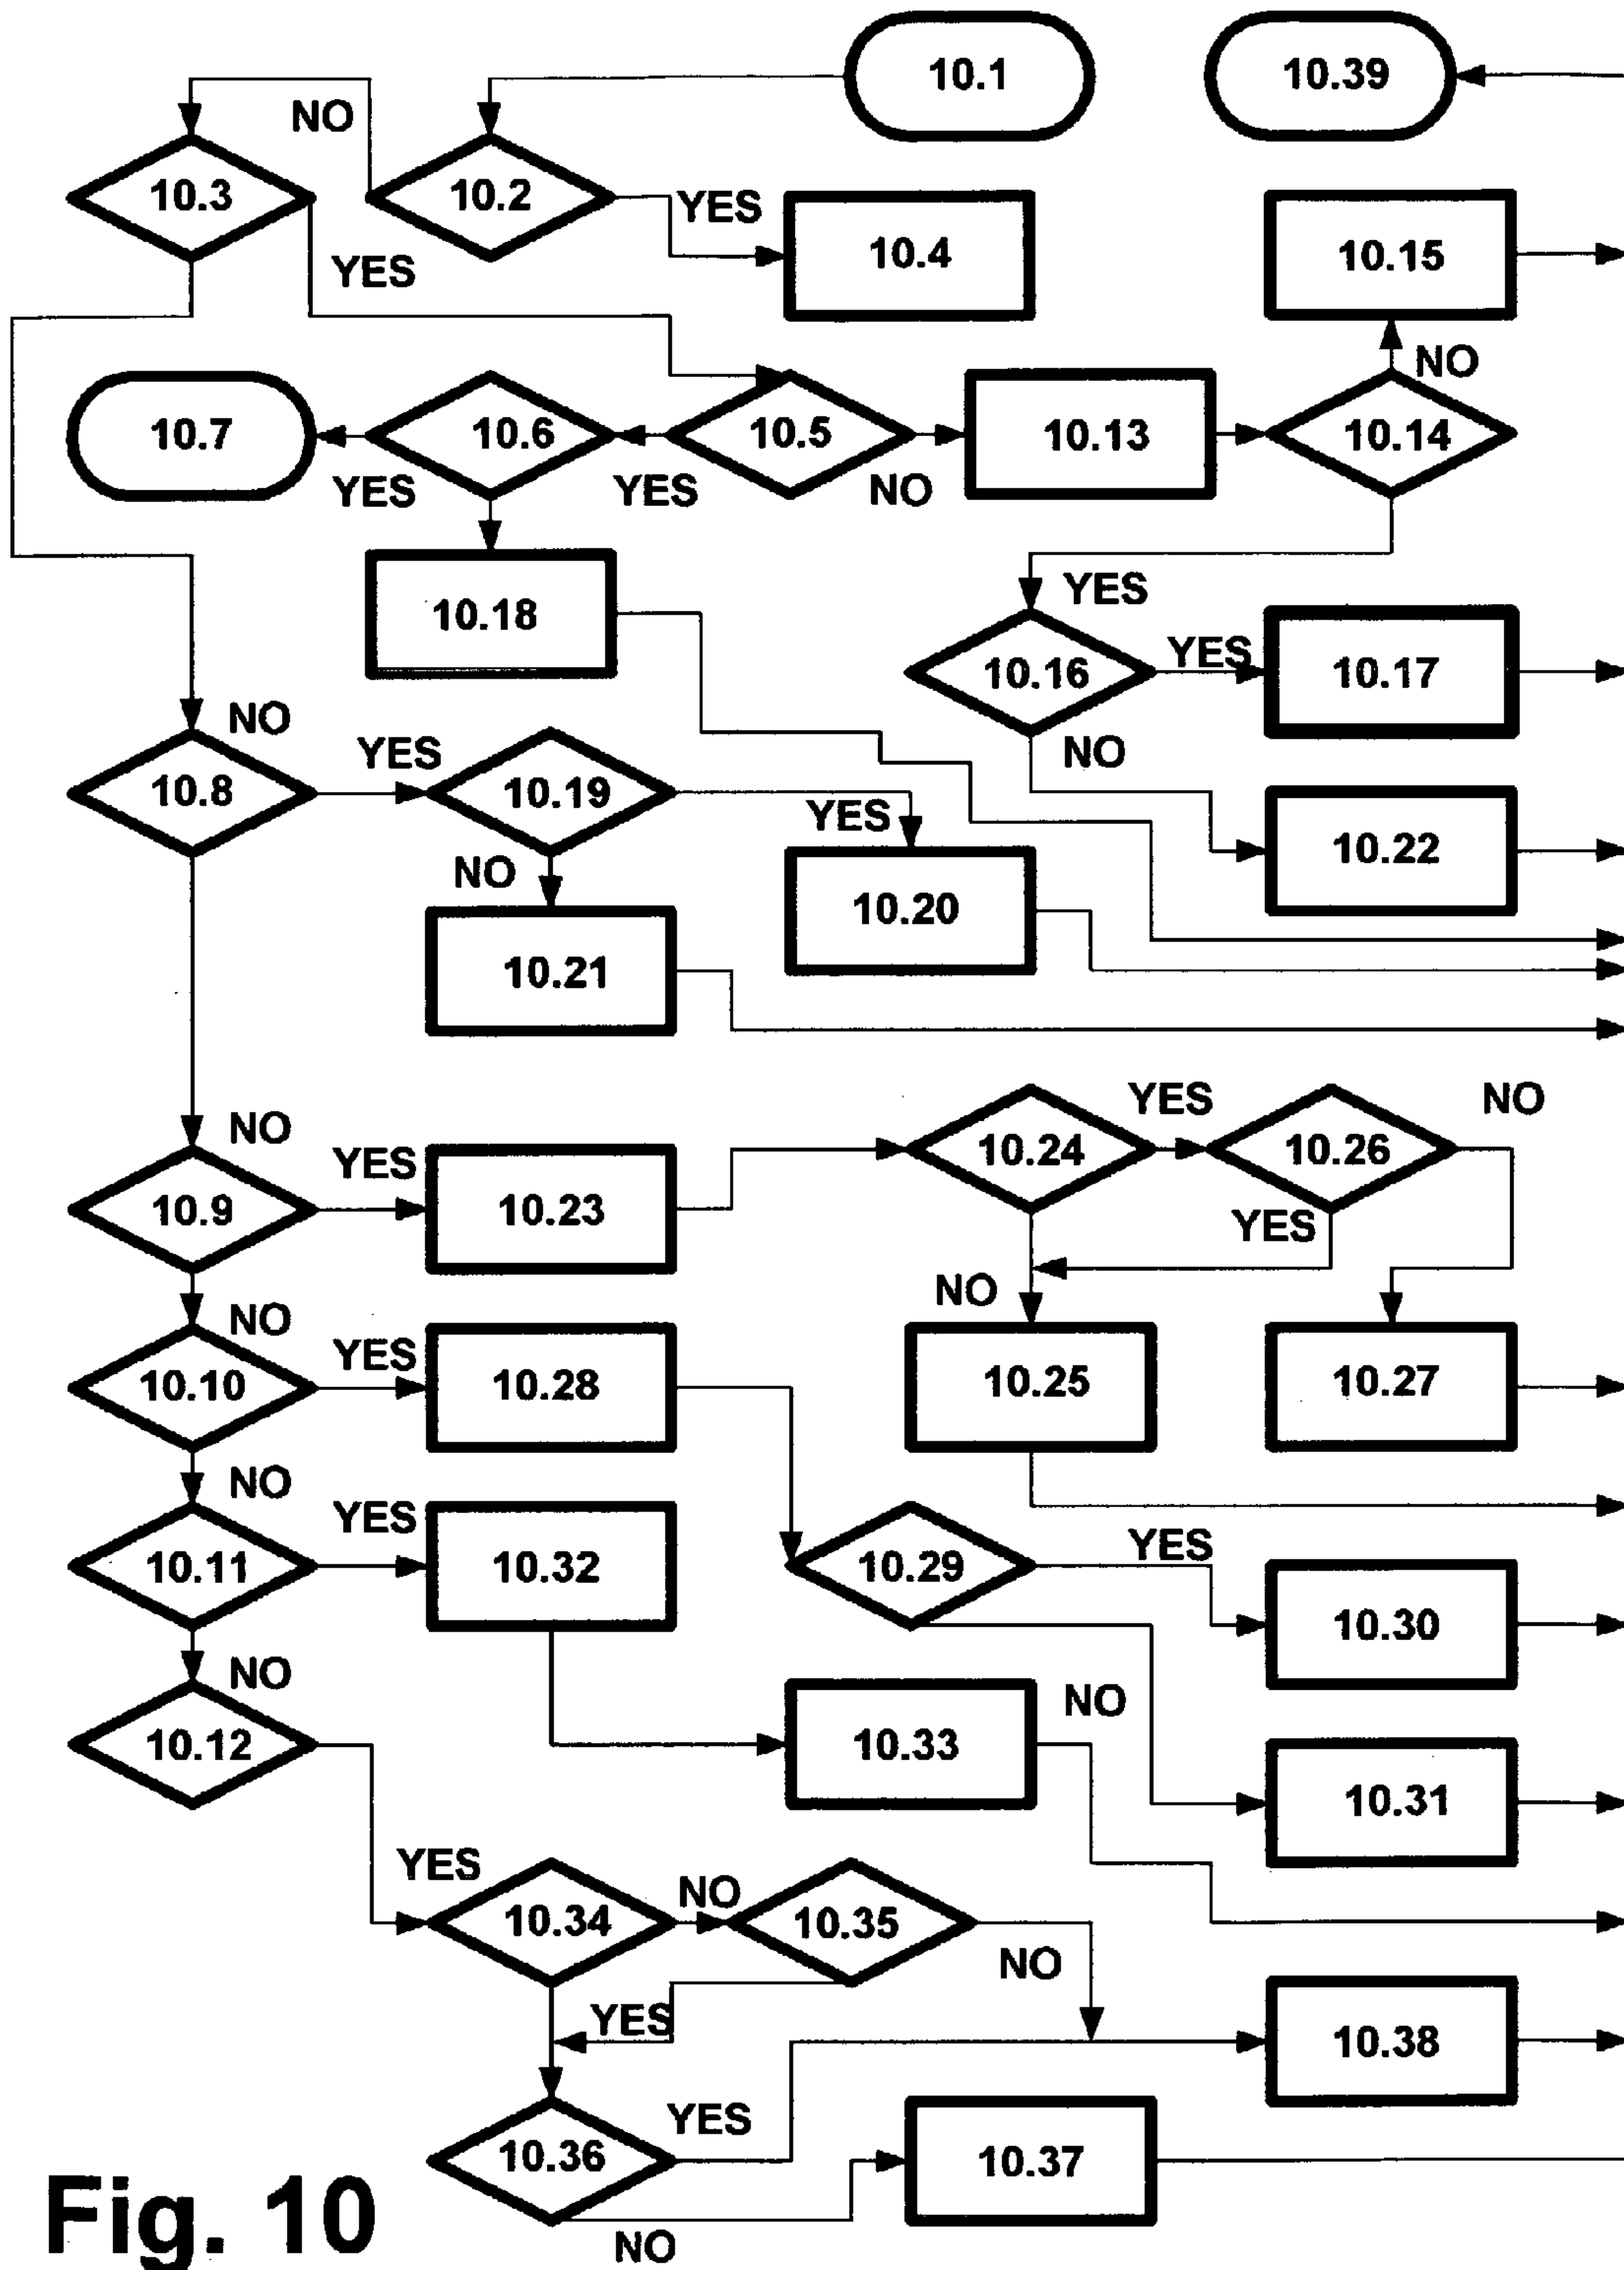 10.1
10.39
NO
10.3
10.2
YES
10.4
10.15
YES
NO
10.7
10.6
10.5
10.13
10.14
YES
YES
NO
10.18
YES
10.16
YES
10.17
NO
YES
NO
10.8
10.19
YES
10.22
NO
10.20
10.21
NO
YES
10.24
YES
10.26
NO
10.9
10.23
YES
NO
NO
YES
10.10
10.28
10.25
10.27
NO
YES
10.11
10.32
10.29
YES
10.30
NO
10.12
10.33
NO
10.31
YES
10.34
NO
10.35
NO
YES
10.38
10.36
YES
10.37
NO
Fig. 10